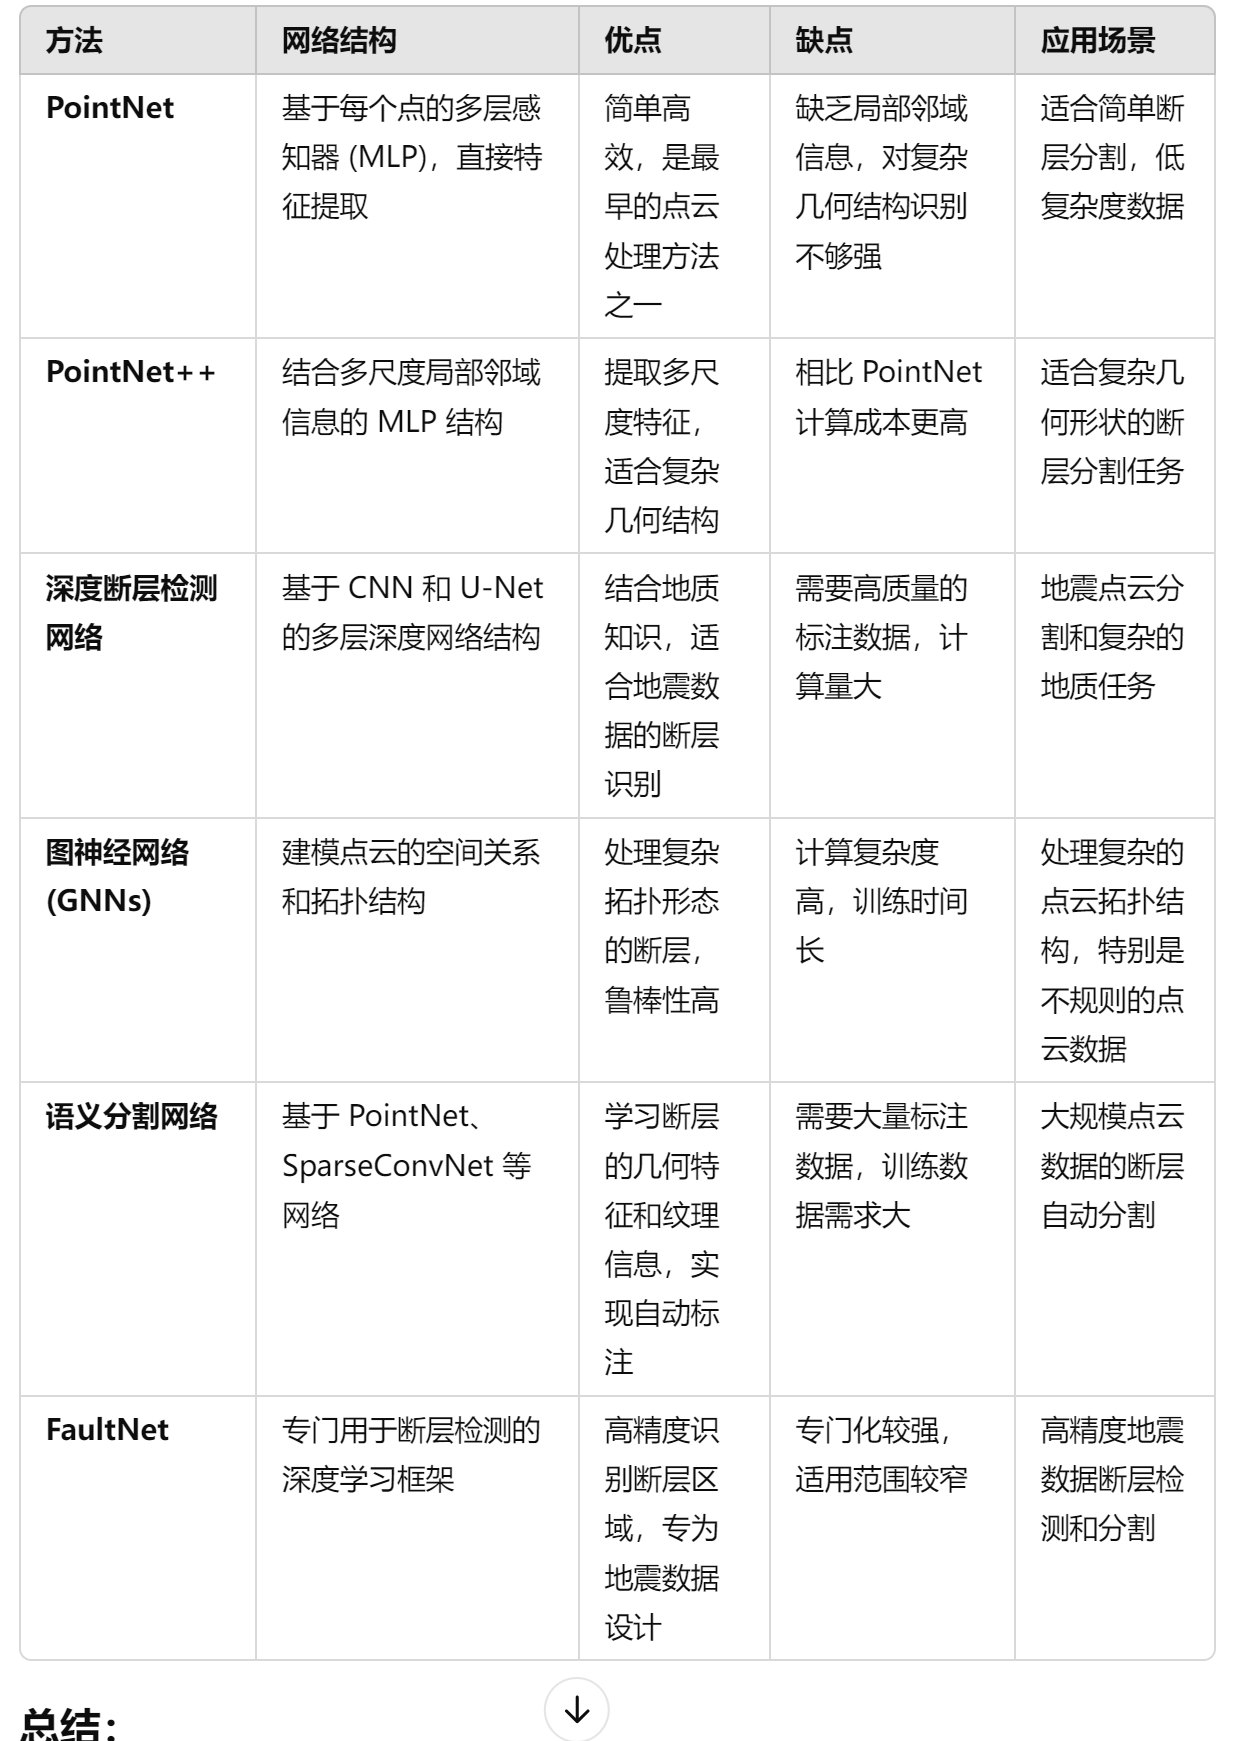 方法
网络结构
优点
缺点
应用场景
PointNet
基于每个点的多层感
知器 (MLP)，直接特
征提取
简单高
效，是最
早的点云
处理方法
之一
缺乏局部邻域
信息，对复杂
几何结构识别
不够强
适合简单断
层分割，低
复杂度数据
PointNet++
结合多尺度局部邻域
信息的 MLP 结构
提取多尺
度特征，
适合复杂
几何结构
相比 PointNet
计算成本更高
适合复杂几
何形状的断
层分割任务
深度断层检测
网络
基于 CNN 和 U-Net
的多层深度网络结构
结合地质
知识，适
合地震数
据的断层
识别
需要高质量的
标注数据，计
算量大
地震点云分
割和复杂的
地质任务
图神经网络
(GNNs)
建模点云的空间关系
和拓扑结构
处理复杂
拓扑形态
的断层，
鲁棒性高
计算复杂度
高，训练时间
长
处理复杂的
点云拓扑结
构，特别是
不规则的点
云数据
语义分割网络
基于 PointNet、
SparseConvNet 等
网络
学习断层
的几何特
征和纹理
信息，实
现自动标
注
需要大量标注
数据，训练数
据需求大
大规模点云
数据的断层
自动分割
FaultNet
专门用于断层检测的
深度学习框架
高精度识
别断层区
域，专为
地震数据
设计
专门化较强，
适用范围较窄
高精度地震
数据断层检
测和分割
总结：